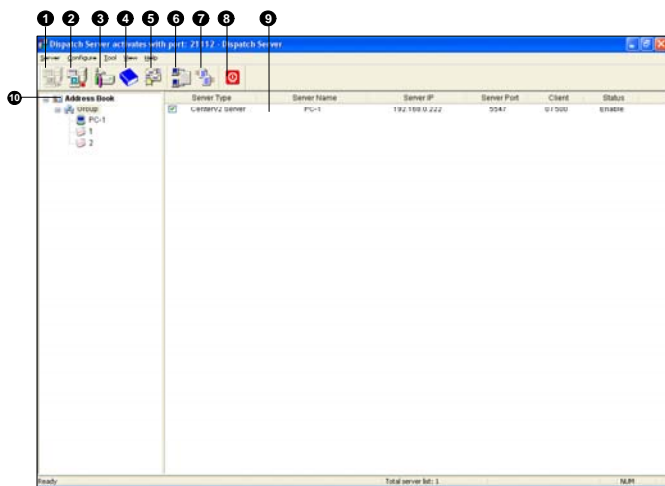 1 2 3 4 5 6 7 8 9
Dispatch Server activates with port: 21112 - Dispatch Server
Server Configure Tool View Help
10
Address Book
Server Type Server Name Server IP Server Port Client Status
Group
CenterV2 Server PC-1 192.168.0.222 5547 0 / 500 Enable
PC-1
1
2
Ready Total server list: 1 NUM